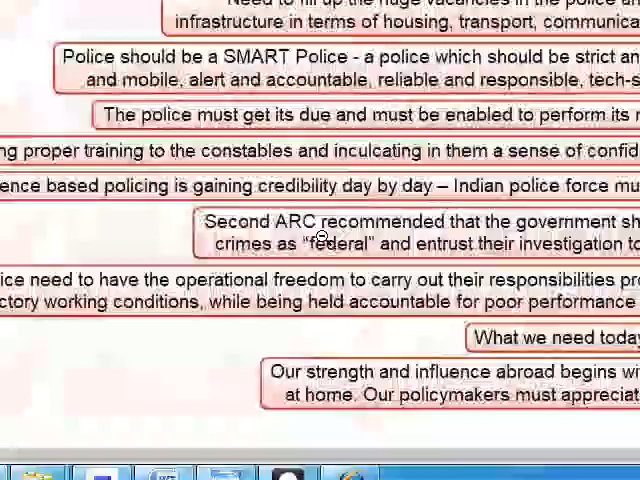 Need to fill up the huge vacancies in the police and
infrastructure in terms of housing, transport, communica
Police should be a SMART Police - a police which should be strict an
and mobile, alert and accountable, reliable and responsible, tech-s
The police must get its due and must be enabled to perform its r
ng proper training to the constables and inculcating in them a sense of confid
ence based policing is gaining credibility day by day – Indian police force mu
Second ARC recommended that the government sh
crimes as "federal" and entrust their investigation to
ice need to have the operational freedom to carry out their responsibilities pro
ctory working conditions, while being held accountable for poor performance
What we need today
Our strength and influence abroad begins wi
at home. Our policymakers must appreciat